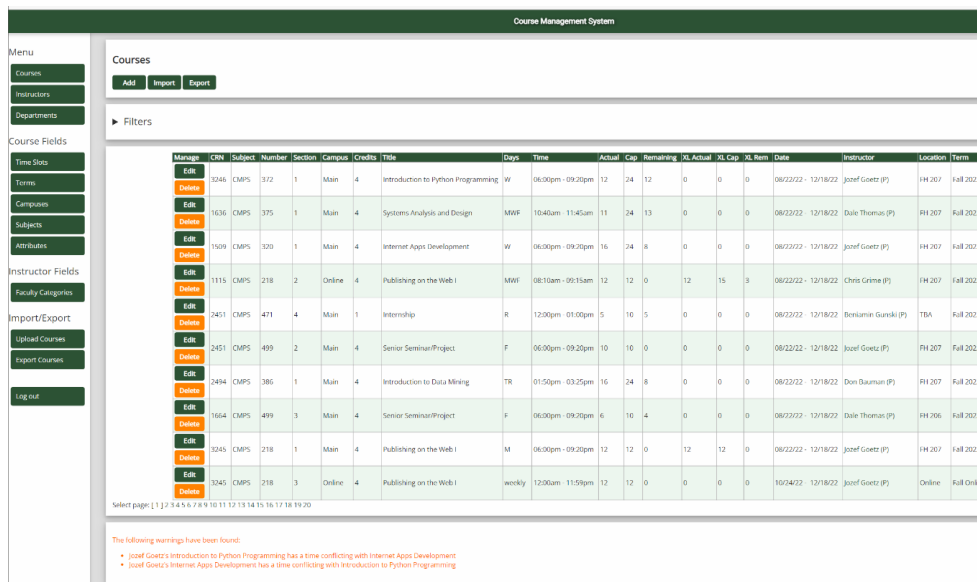 Course Management System
Menu
Courses
Instructors
Departments
Course Fields
Time Slots
Terms
Campuses
Subjects
Attributes
Instructor Fields
Faculty Categories
Import/Export
Upload Courses
Export Courses
Log out
Courses
Add Import Export
▶ Filters
Manage CRN Subject Number Section Campus Credits Title Days Time Actual Cap Remaining XL Actual XL Cap XL Rem Date Instructor Location Term
Edit Delete 3246 CMPS 372 1 Main 4 Introduction to Python Programming W 06:00pm - 09:20pm 12 24 12 0 0 0 08/22/22 - 12/18/22 Jozef Goetz (P) FH 207 Fall 202
Edit Delete 1636 CMPS 375 1 Main 4 Systems Analysis and Design MWF 10:40am - 11:45am 11 24 13 0 0 0 08/22/22 - 12/18/22 Dale Thomas (P) FH 207 Fall 202
Edit Delete 1509 CMPS 320 1 Main 4 Internet Apps Development W 06:00pm - 09:20pm 16 24 8 0 0 0 08/22/22 - 12/18/22 Jozef Goetz (P) FH 207 Fall 202
Edit Delete 1115 CMPS 218 2 Online 4 Publishing on the Web I MWF 08:10am - 09:15am 12 12 0 12 15 3 08/22/22 - 12/18/22 Chris Grime (P) FH 207 Fall 202
Edit Delete 2451 CMPS 471 4 Main 1 Internship R 12:00pm - 01:00pm 5 10 5 0 0 0 08/22/22 - 12/18/22 Benjamin Gunski (P) TBA Fall 202
Edit Delete 2451 CMPS 499 2 Main 4 Senior Seminar/Project F 06:00pm - 09:20pm 10 10 0 0 0 0 08/22/22 - 12/18/22 Jozef Goetz (P) FH 207 Fall 202
Edit Delete 2494 CMPS 386 1 Main 4 Introduction to Data Mining TR 01:50pm - 03:25pm 16 24 8 0 0 0 08/22/22 - 12/18/22 Don Bauman (P) FH 207 Fall 202
Edit Delete 1664 CMPS 499 3 Main 4 Senior Seminar/Project F 06:00pm - 09:20pm 6 10 4 0 0 0 08/22/22 - 12/18/22 Dale Thomas (P) FH 206 Fall 202
Edit Delete 3245 CMPS 218 1 Main 4 Publishing on the Web I M 06:00pm - 09:20pm 12 12 0 12 12 0 08/22/22 - 12/18/22 Jozef Goetz (P) FH 207 Fall 202
Edit Delete 3245 CMPS 218 3 Online 4 Publishing on the Web I weekly 12:00am - 11:59pm 12 12 0 0 0 0 10/24/22 - 12/18/22 Jozef Goetz (P) Online Fall Onli
Select page: [ 1 ] 2 3 4 5 6 7 8 9 10 11 12 13 14 15 16 17 18 19 20
The following warnings have been found:
• Jozef Goetz's Introduction to Python Programming has a time conflicting with Internet Apps Development
• Jozef Goetz's Internet Apps Development has a time conflicting with Introduction to Python Programming